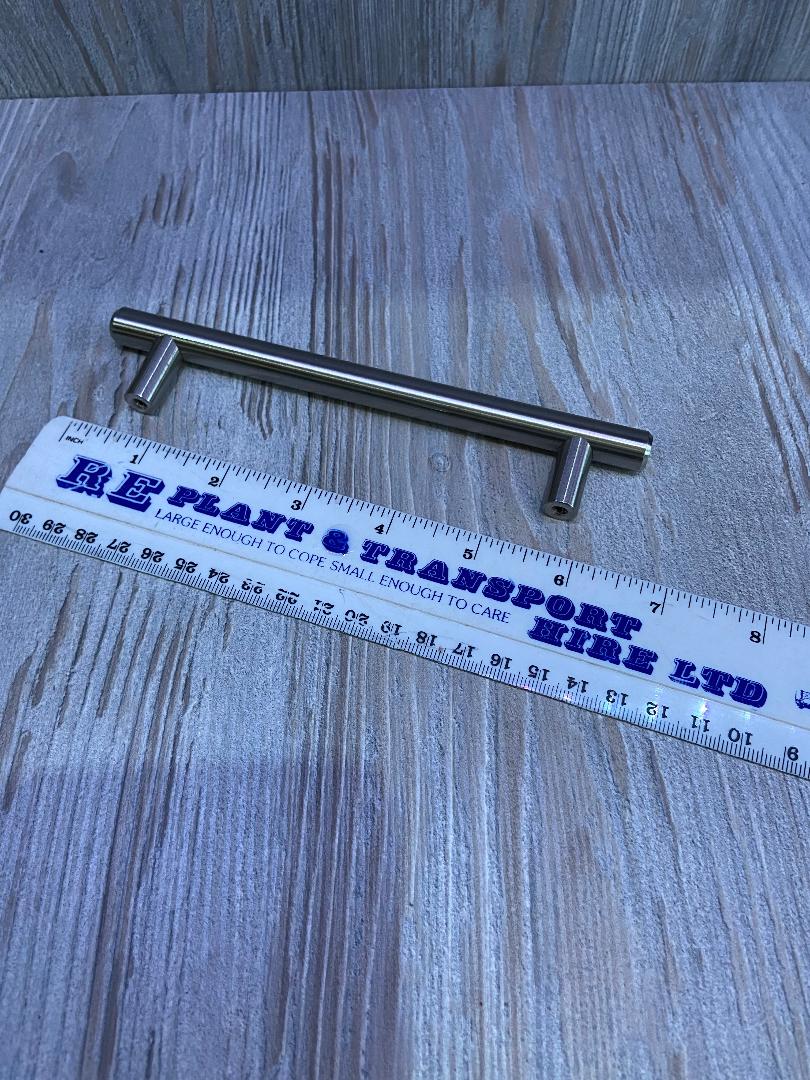 INCH 1 2 3 4 5 6 7 8
RE PLANT & TRANSPORT
HIRE LTD
LARGE ENOUGH TO COPE SMALL ENOUGH TO CARE
30 29 28 27 26 25 24 23 22 21 20 19 18 17 16 15 14 13 12 11 10 9